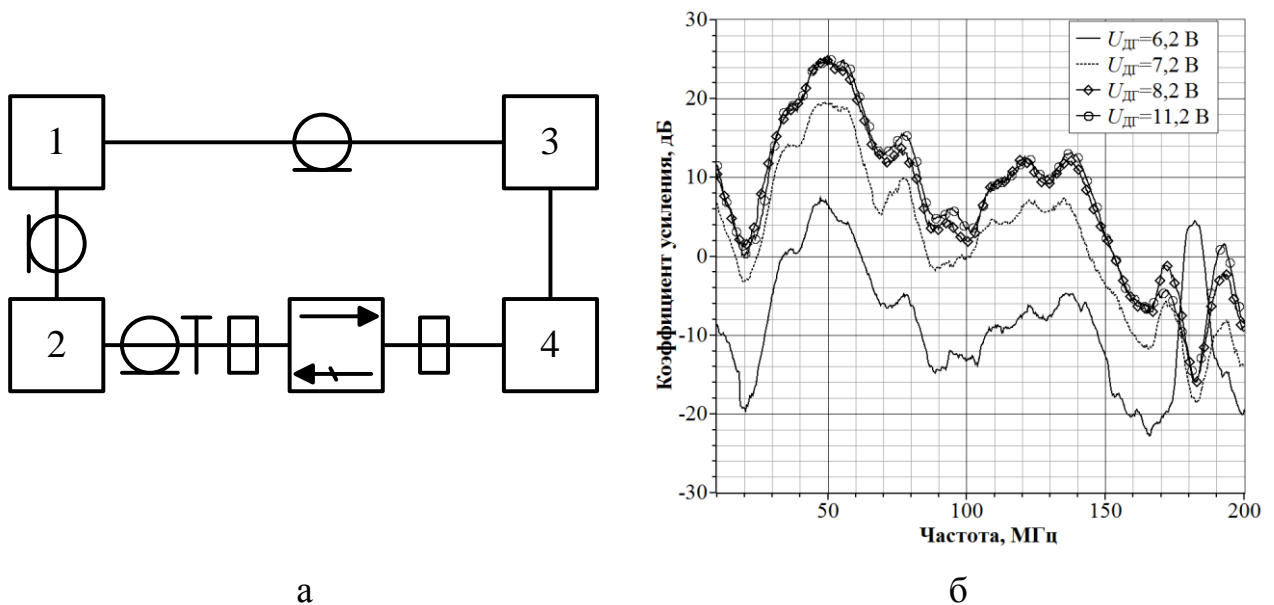 1
3
2
4
а
Коэффициент усиления, дБ
30
20
10
0
-10
-20
-30
50
100
150
200
Частота, МГц
UДГ=6,2 В
UДГ=7,2 В
UДГ=8,2 В
UДГ=11,2 В
б